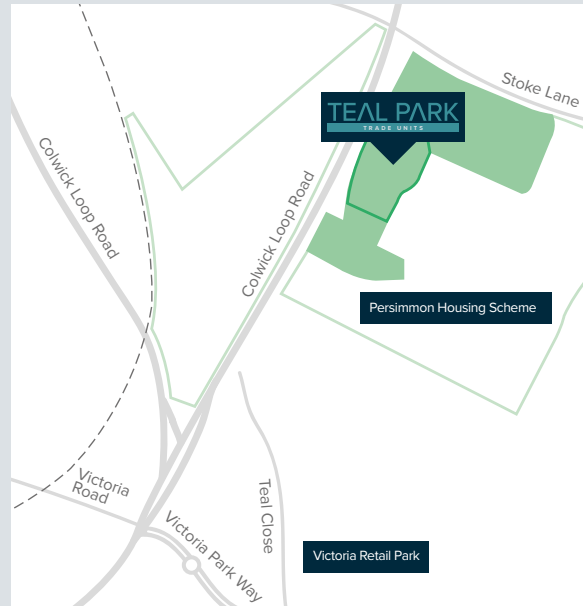 Stoke Lane
TEAL PARK
TRADE UNITS
Colwick Loop Road
Colwick Loop Road
Persimmon Housing Scheme
Victoria
Road
Teal Close
Victoria Park Way
Victoria Retail Park